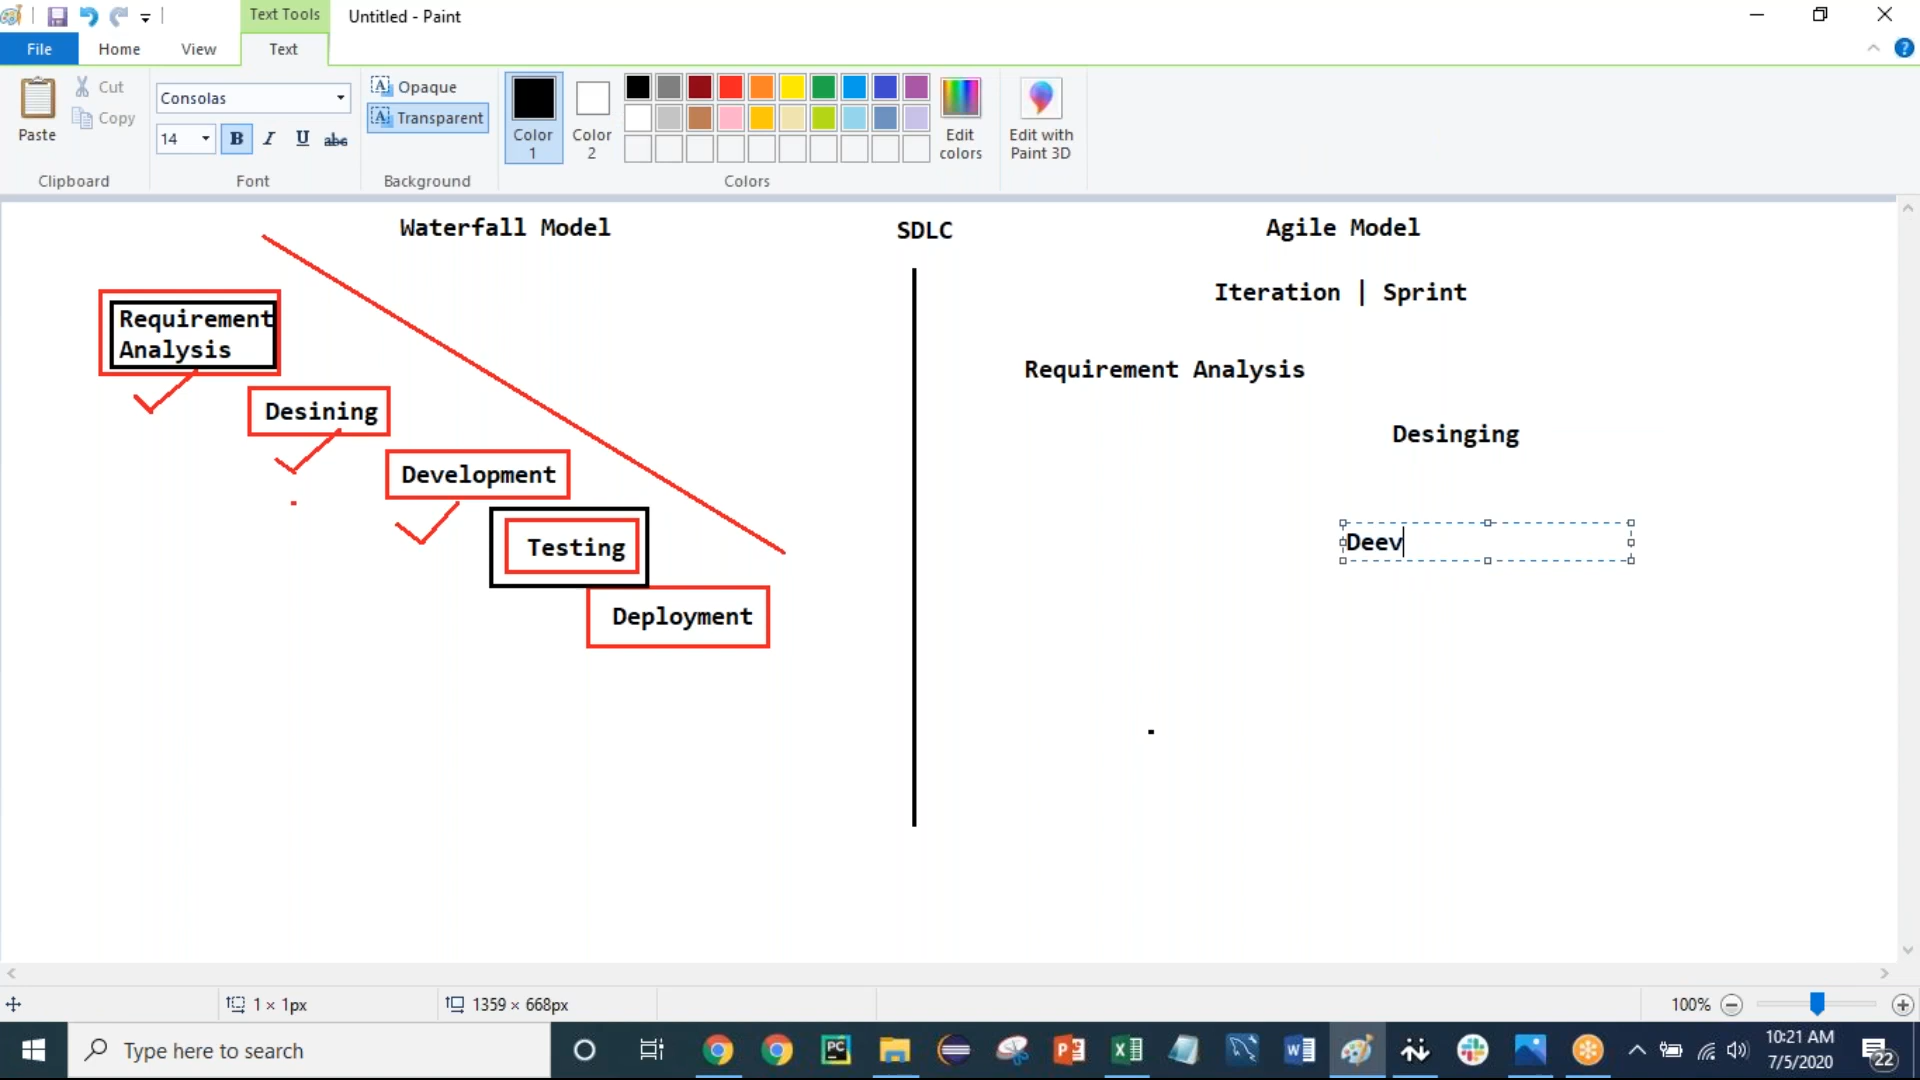 Text Tools
Untitled - Paint
File
Home
View
Text
Paste
Cut
Copy
Clipboard
Consolas
14
B
I
U
abc
Font
Opaque
Transparent
Background
Color
1
Color
2
Edit
colors
Colors
Edit with
Paint 3D
Waterfall Model
SDLC
Agile Model
Iteration | Sprint
Requirement
Analysis
Requirement Analysis
Desining
Desinging
Development
Testing
Deev
Deployment
1 × 1px
1359 × 668px
100%
Type here to search
PC
10:21 AM
7/5/2020
22